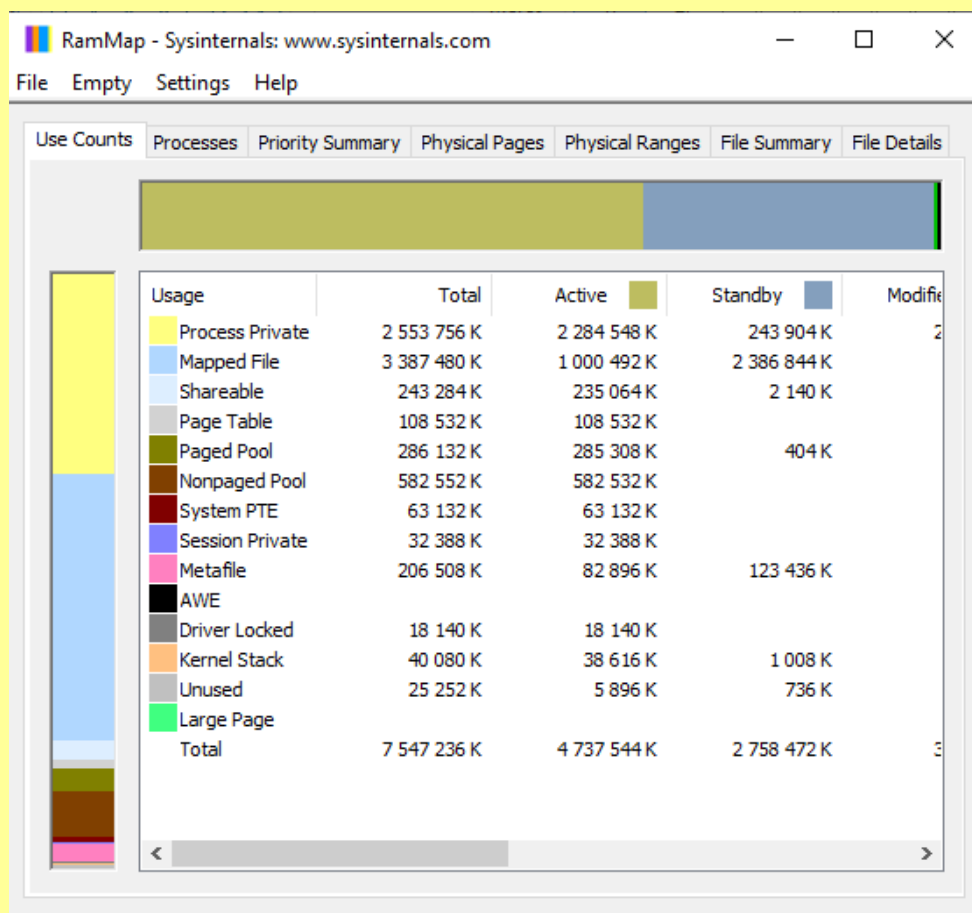 RamMap - Sysinternals: www.sysinternals.com
File Empty Settings Help
Use Counts Processes Priority Summary Physical Pages Physical Ranges File Summary File Details
Usage Total Active Standby Modifie
Process Private 2 553 756 K 2 284 548 K 243 904 K 2
Mapped File 3 387 480 K 1 000 492 K 2 386 844 K
Shareable 243 284 K 235 064 K 2 140 K
Page Table 108 532 K 108 532 K
Paged Pool 286 132 K 285 308 K 404 K
Nonpaged Pool 582 552 K 582 532 K
System PTE 63 132 K 63 132 K
Session Private 32 388 K 32 388 K
Metafile 206 508 K 82 896 K 123 436 K
AWE
Driver Locked 18 140 K 18 140 K
Kernel Stack 40 080 K 38 616 K 1 008 K
Unused 25 252 K 5 896 K 736 K
Large Page
Total 7 547 236 K 4 737 544 K 2 758 472 K 3